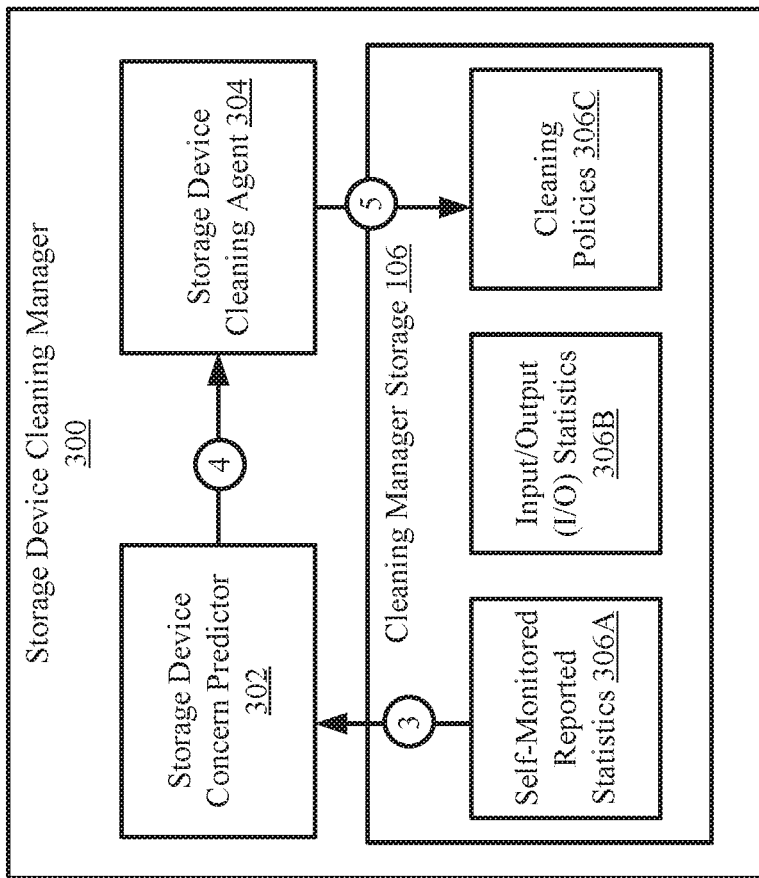 Storage Device Cleaning Manager
300
Storage Device
Concern Predictor
302
4
Storage Device
Cleaning Agent 304
3
5
Cleaning Manager Storage 106
Self-Monitored
Reported
Statistics 306A
Input/Output
(I/O) Statistics
306B
Cleaning
Policies 306C